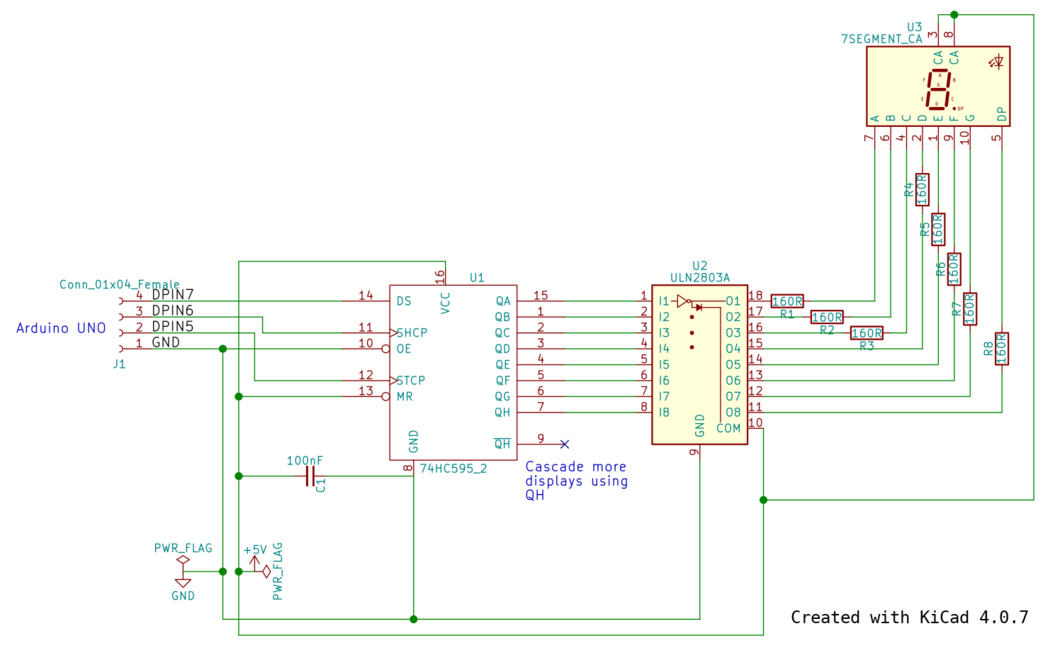 U3
7SEGMENT_CA
3 8
CA CA
A
F B
G
E C
D
DP
A B C D E F G DP
7 6 4 2 1 9 10 5
R4 160R
R5 160R
R6 160R
R7 160R
R8 160R
Conn_01x04_Female
4 DPIN7
3 DPIN6
2 DPIN5
1 GND
Arduino UNO
J1
U1
16
VCC
14 DS QA 15
QB 1
11 SHCP QC 2
10 OE QD 3
QE 4
12 STCP QF 5
13 MR QG 6
QH 7
GND QH 9
8
74HC595_2
U2
ULN2803A
1 I1 O1 18
2 I2 O2 17
3 I3 O3 16
4 I4 O4 15
5 I5 O5 14
6 I6 O6 13
7 I7 O7 12
8 I8 O8 11
GND COM 10
9
160R
R1
160R
R2
160R
R3
Cascade more
displays using
QH
100nF
C1
PWR_FLAG
GND
+5V
PWR_FLAG
Created with KiCad 4.0.7